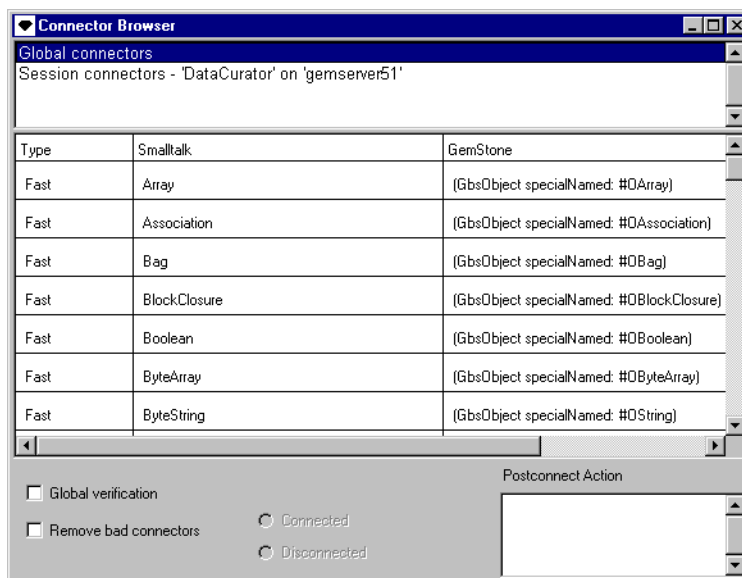 Connector Browser
Global connectors
Session connectors - 'DataCurator' on 'gemserver51'
Type Smalltalk GemStone
Fast Array (GbsObject specialNamed: #OArray)
Fast Association (GbsObject specialNamed: #OAssociation)
Fast Bag (GbsObject specialNamed: #OBag)
Fast BlockClosure (GbsObject specialNamed: #OBlockClosure)
Fast Boolean (GbsObject specialNamed: #OBoolean)
Fast ByteArray (GbsObject specialNamed: #OByteArray)
Fast ByteString (GbsObject specialNamed: #OString)
Postconnect Action
Global verification
Remove bad connectors
Connected
Disconnected